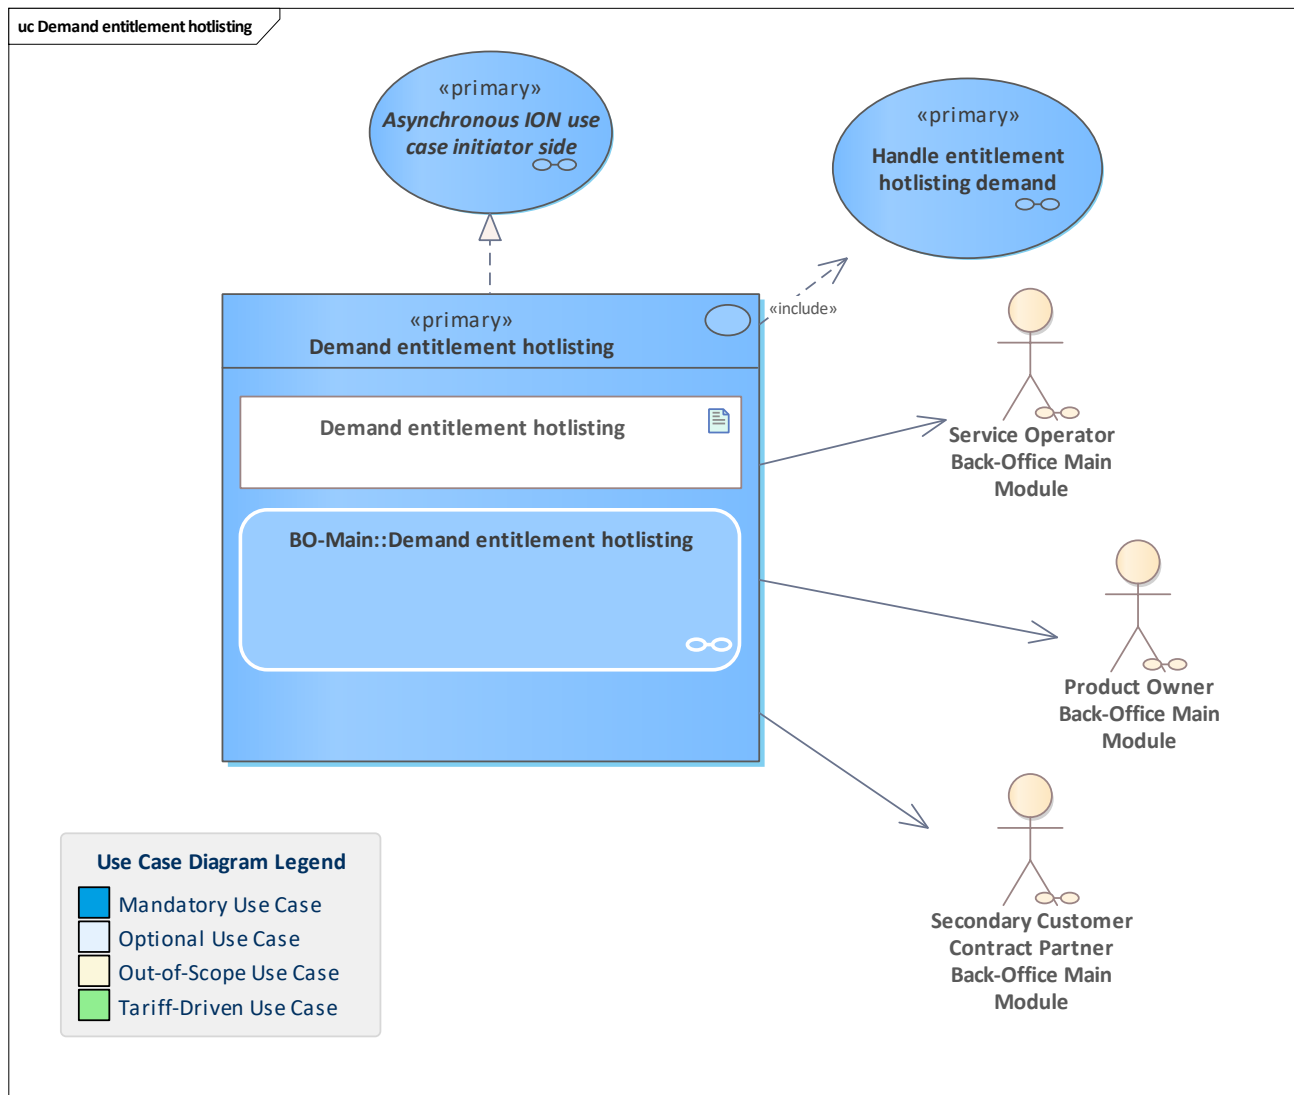 uc Demand entitlement hotlisting
«primary»
Asynchronous ION use
case initiator side
«primary»
Handle entitlement
hotlisting demand
«include»
«primary»
Demand entitlement hotlisting
Demand entitlement hotlisting
BO-Main::Demand entitlement hotlisting
Service Operator
Back-Office Main
Module
Product Owner
Back-Office Main
Module
Secondary Customer
Contract Partner
Back-Office Main
Module
Use Case Diagram Legend
Mandatory Use Case
Optional Use Case
Out-of-Scope Use Case
Tariff-Driven Use Case